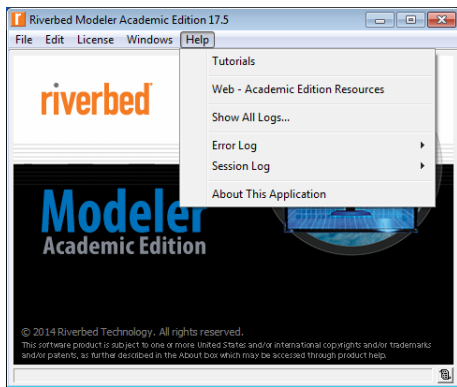 Riverbed Modeler Academic Edition 17.5
File Edit License Windows Help
Tutorials
Web - Academic Edition Resources
Show All Logs...
Error Log
Session Log
About This Application
riverbed
Modeler
Academic Edition
© 2014 Riverbed Technology. All rights reserved.
This software product is subject to one or more United States and/or international copyrights and/or trademarks
and/or patents, as further described in the About box which may be accessed through product help.